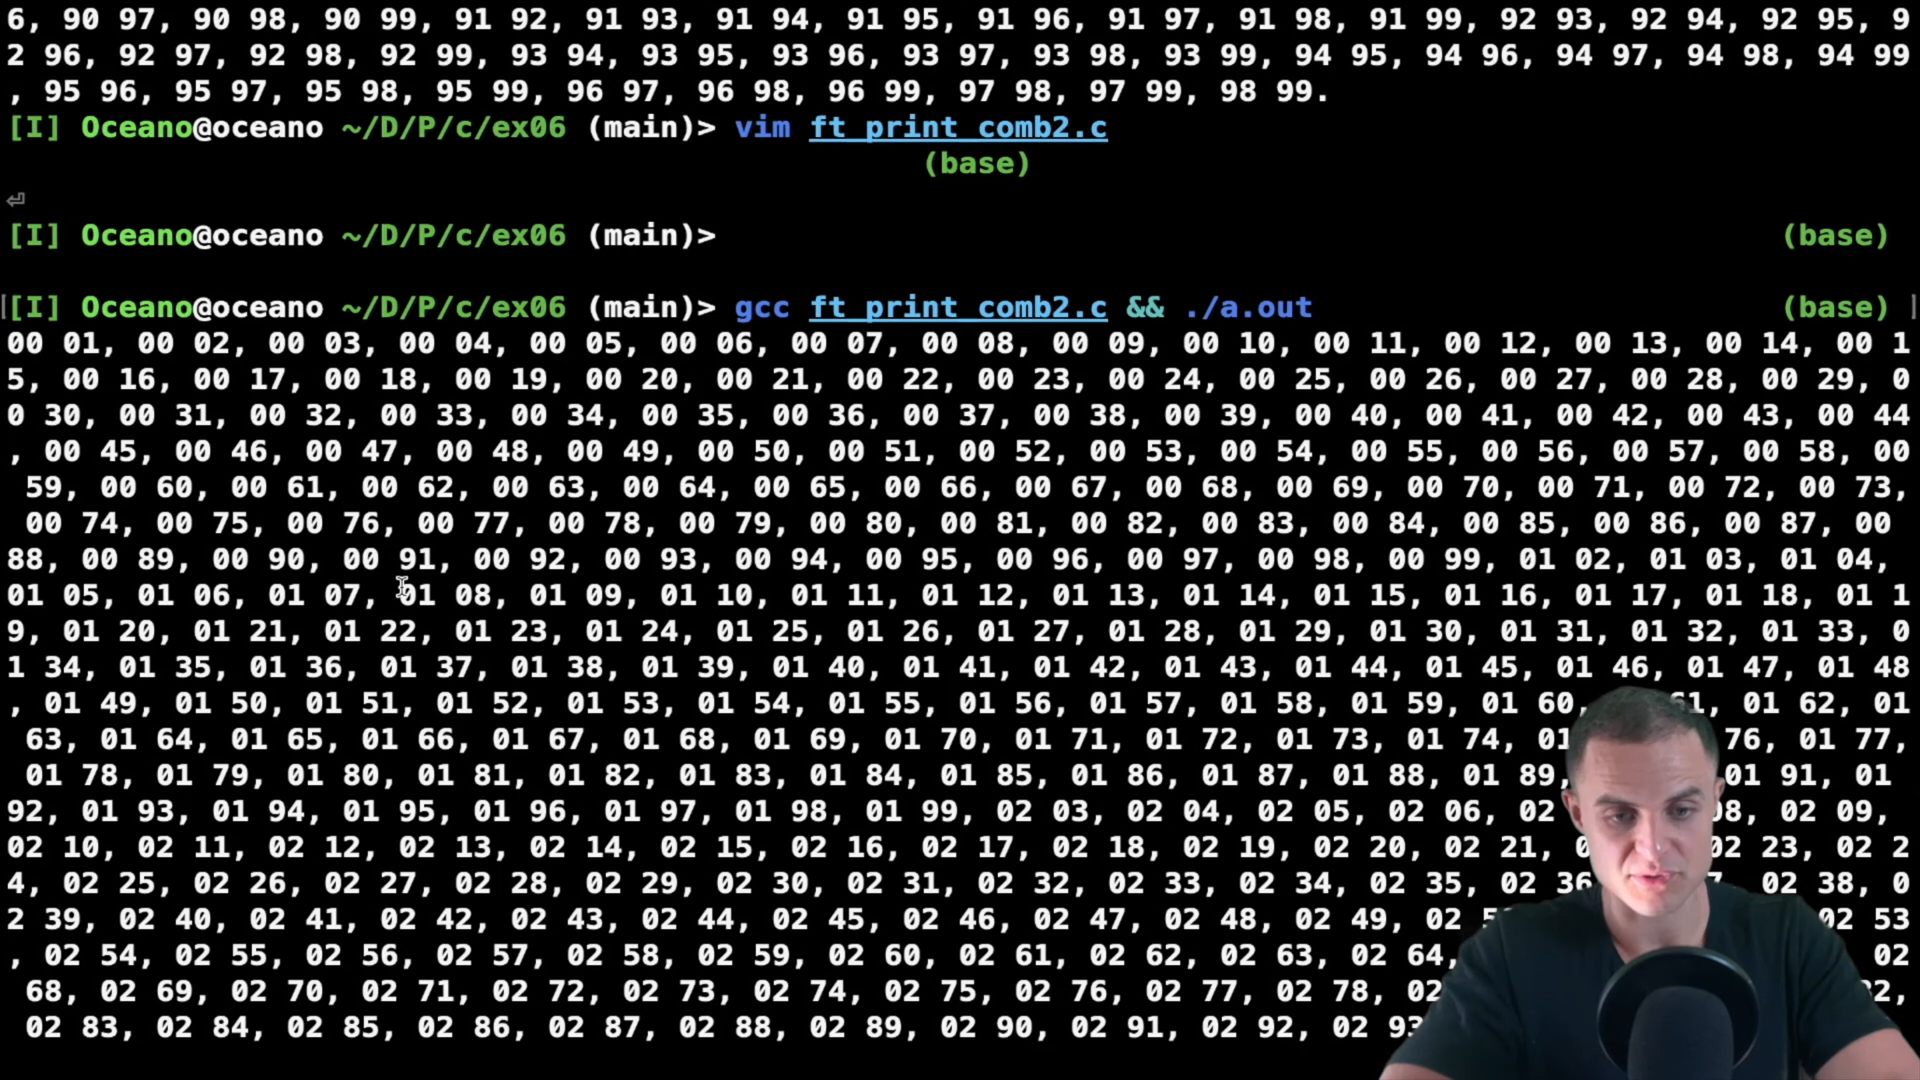 6, 90 97, 90 98, 90 99, 91 92, 91 93, 91 94, 91 95, 91 96, 91 97, 91 98, 91 99, 92 93, 92 94, 92 95, 9
2 96, 92 97, 92 98, 92 99, 93 94, 93 95, 93 96, 93 97, 93 98, 93 99, 94 95, 94 96, 94 97, 94 98, 94 99
, 95 96, 95 97, 95 98, 95 99, 96 97, 96 98, 96 99, 97 98, 97 99, 98 99.
[I] Oceano@oceano ~/D/P/c/ex06 (main)> vim ft_print_comb2.c
(base)
⏎
[I] Oceano@oceano ~/D/P/c/ex06 (main)> (base)
[I] Oceano@oceano ~/D/P/c/ex06 (main)> gcc ft_print_comb2.c && ./a.out (base)
00 01, 00 02, 00 03, 00 04, 00 05, 00 06, 00 07, 00 08, 00 09, 00 10, 00 11, 00 12, 00 13, 00 14, 00 1
5, 00 16, 00 17, 00 18, 00 19, 00 20, 00 21, 00 22, 00 23, 00 24, 00 25, 00 26, 00 27, 00 28, 00 29, 0
0 30, 00 31, 00 32, 00 33, 00 34, 00 35, 00 36, 00 37, 00 38, 00 39, 00 40, 00 41, 00 42, 00 43, 00 44
, 00 45, 00 46, 00 47, 00 48, 00 49, 00 50, 00 51, 00 52, 00 53, 00 54, 00 55, 00 56, 00 57, 00 58, 00
59, 00 60, 00 61, 00 62, 00 63, 00 64, 00 65, 00 66, 00 67, 00 68, 00 69, 00 70, 00 71, 00 72, 00 73,
00 74, 00 75, 00 76, 00 77, 00 78, 00 79, 00 80, 00 81, 00 82, 00 83, 00 84, 00 85, 00 86, 00 87, 00
88, 00 89, 00 90, 00 91, 00 92, 00 93, 00 94, 00 95, 00 96, 00 97, 00 98, 00 99, 01 02, 01 03, 01 04,
01 05, 01 06, 01 07, 01 08, 01 09, 01 10, 01 11, 01 12, 01 13, 01 14, 01 15, 01 16, 01 17, 01 18, 01 1
9, 01 20, 01 21, 01 22, 01 23, 01 24, 01 25, 01 26, 01 27, 01 28, 01 29, 01 30, 01 31, 01 32, 01 33, 0
1 34, 01 35, 01 36, 01 37, 01 38, 01 39, 01 40, 01 41, 01 42, 01 43, 01 44, 01 45, 01 46, 01 47, 01 48
, 01 49, 01 50, 01 51, 01 52, 01 53, 01 54, 01 55, 01 56, 01 57, 01 58, 01 59, 01 60, 61, 01 62, 01
63, 01 64, 01 65, 01 66, 01 67, 01 68, 01 69, 01 70, 01 71, 01 72, 01 73, 01 74, 01 76, 01 77,
01 78, 01 79, 01 80, 01 81, 01 82, 01 83, 01 84, 01 85, 01 86, 01 87, 01 88, 01 89, 01 91, 01
92, 01 93, 01 94, 01 95, 01 96, 01 97, 01 98, 01 99, 02 03, 02 04, 02 05, 02 06, 02 08, 02 09,
02 10, 02 11, 02 12, 02 13, 02 14, 02 15, 02 16, 02 17, 02 18, 02 19, 02 20, 02 21, 02 23, 02 2
4, 02 25, 02 26, 02 27, 02 28, 02 29, 02 30, 02 31, 02 32, 02 33, 02 34, 02 35, 02 36 02 38, 0
2 39, 02 40, 02 41, 02 42, 02 43, 02 44, 02 45, 02 46, 02 47, 02 48, 02 49, 02 02 53
, 02 54, 02 55, 02 56, 02 57, 02 58, 02 59, 02 60, 02 61, 02 62, 02 63, 02 64, 02
68, 02 69, 02 70, 02 71, 02 72, 02 73, 02 74, 02 75, 02 76, 02 77, 02 78, 02
02 83, 02 84, 02 85, 02 86, 02 87, 02 88, 02 89, 02 90, 02 91, 02 92, 02 93